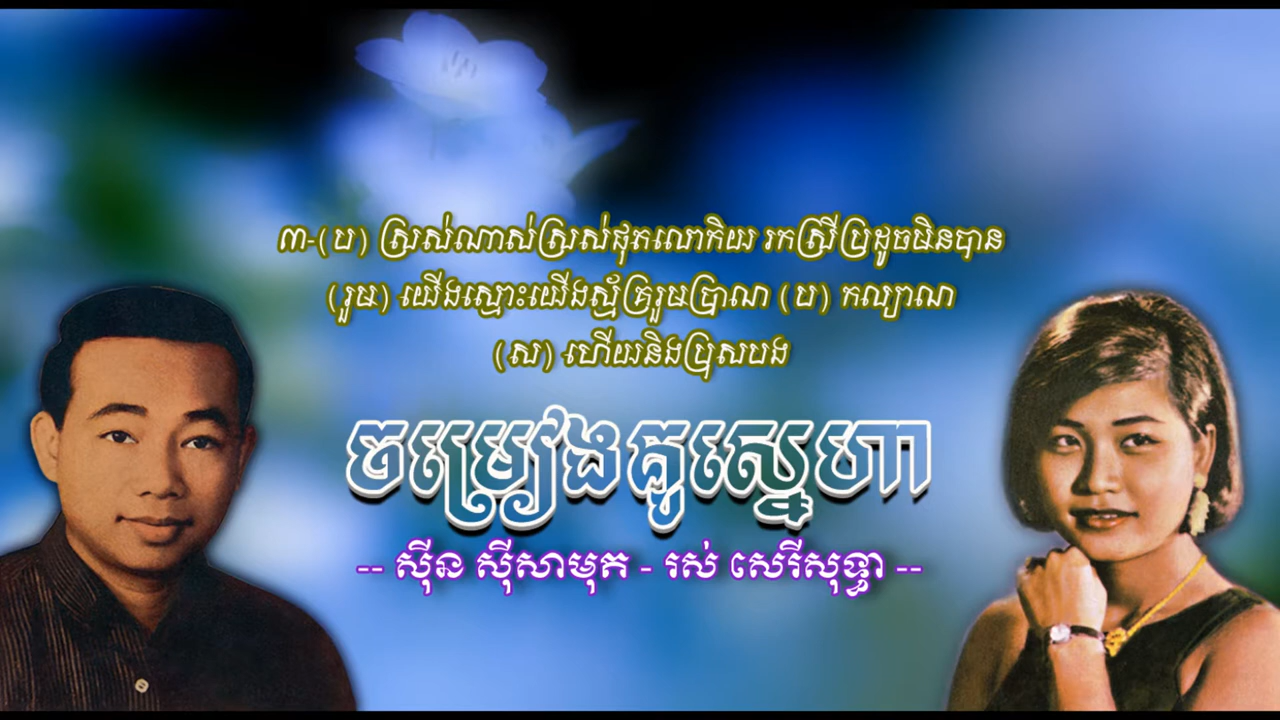 ៣-(ប) ស្រស់ណាស់ស្រស់ផុតលោកិយ រកស្រីប្រដូចមិនបាន
(រួម) យើងស្មោះយើងស្ម័គ្ររួមប្រាណ (ប) កល្យាណ
(ស) ហើយនិងប្រុសបង
ចម្រៀងគូស្នេហា
-- ស៊ីន ស៊ីសាមុត - រស់ សេរីសុទ្ធា --